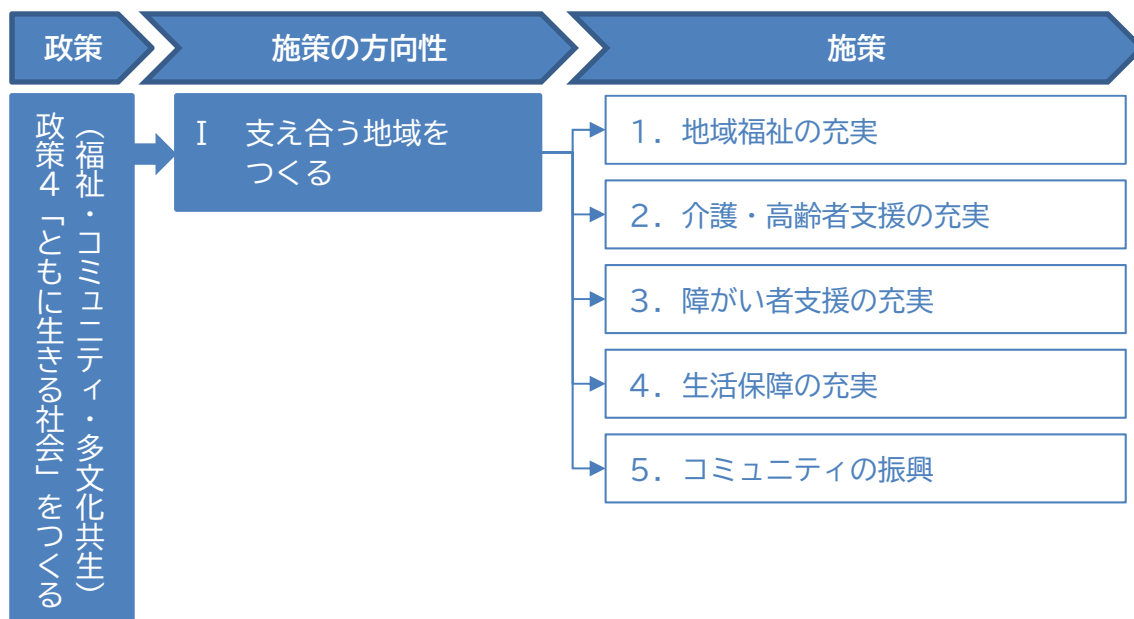 政策
施策の方向性
施策
政策４「ともに生きる社会」をつくる
（福祉・コミュニティ・多文化共生）
Ⅰ　支え合う地域を
つくる
１．地域福祉の充実
２．介護・高齢者支援の充実
３．障がい者支援の充実
４．生活保障の充実
５．コミュニティの振興